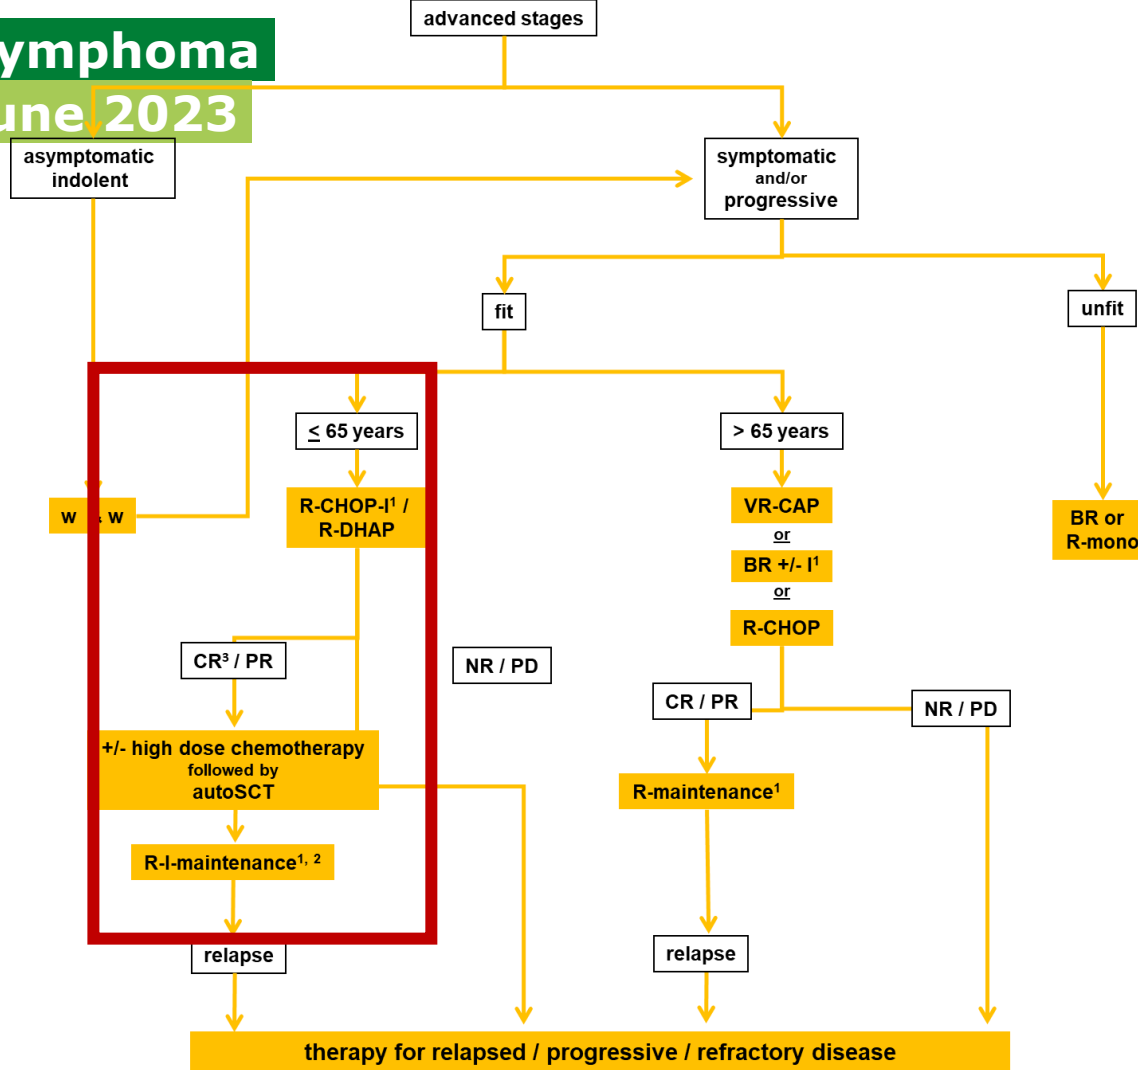 advanced stages
ymphoma
une 2023
asymptomatic
indolent
symptomatic
and/or
progressive
fit
unfit
≤ 65 years
> 65 years
w & w
R-CHOP-I¹ /
R-DHAP
VR-CAP
or
BR +/- I¹
or
R-CHOP
BR or
R-mono
CR³ / PR
NR / PD
CR / PR
NR / PD
+/- high dose chemotherapy
followed by
autoSCT
R-maintenance¹
R-I-maintenance¹, ²
relapse
relapse
therapy for relapsed / progressive / refractory disease